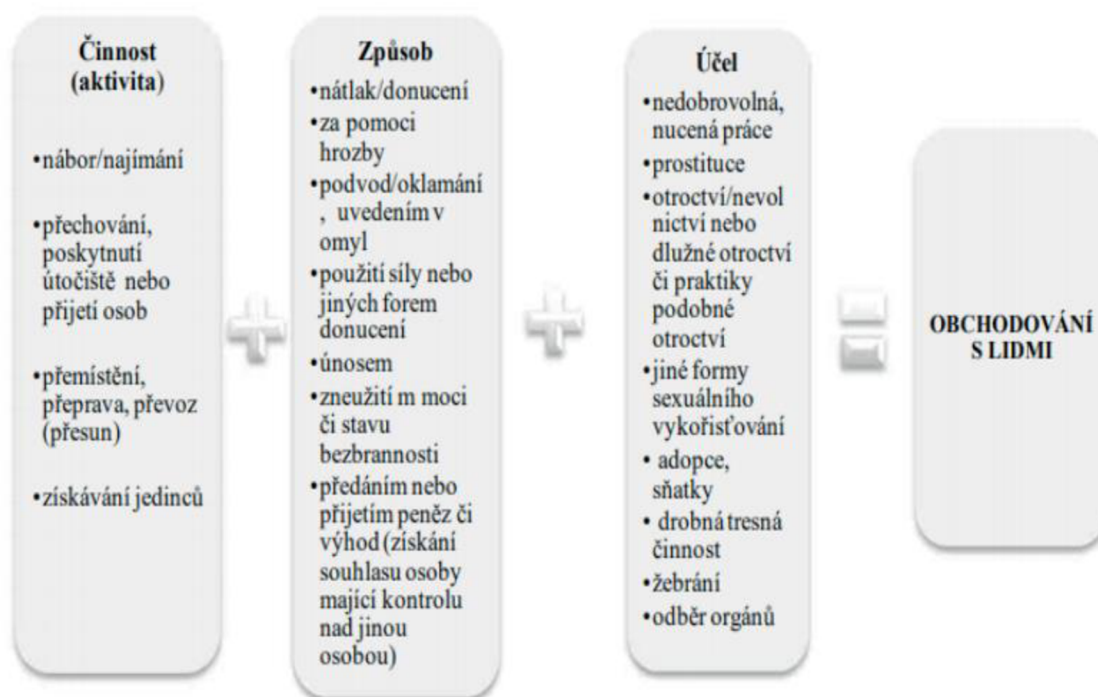 Činnost
(aktivita)
•nábor/najímání
•přechování,
poskytnutí
útočiště nebo
přijetí osob
•přemístění,
přeprava, převoz
(přesun)
•získávání jedinců
Způsob
•nátlak/donucení
•za pomoci
hrozby
•podvod/oklamání
, uvedením v
omyl
•použití síly nebo
jiných forem
donucení
•únosem
•zneužití m moci
či stavu
bezbrannosti
•předáním nebo
přijetím peněz či
výhod (získání
souhlasu osoby
mající kontrolu
nad jinou
osobou)
Účel
•nedobrovolná,
nucená práce
•prostituce
•otroctví/nevol
nictví nebo
dlužné otroctví
či praktiky
podobné
otroctví
•jiné formy
sexuálního
vykořisťování
• adopce,
sňatky
• drobná tresná
činnost
•žebrání
•odběr orgánů
OBCHODOVÁNÍ
S LIDMI